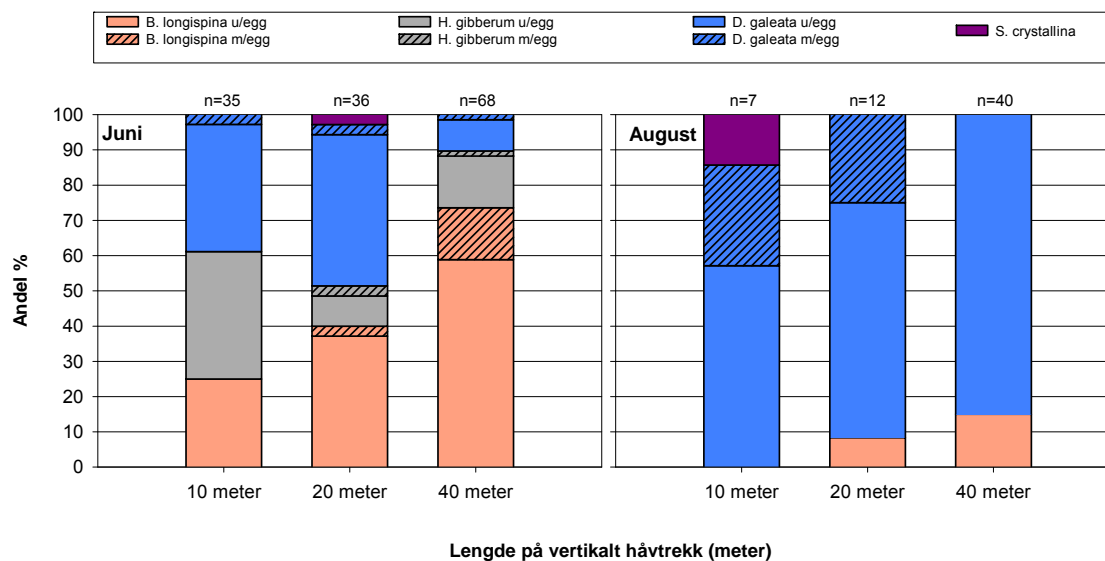 B. longispina u/egg
H. gibberum u/egg
D. galeata u/egg
S. crystallina
B. longispina m/egg
H. gibberum m/egg
D. galeata m/egg
n=35 n=36 n=68
n=7 n=12 n=40
Juni
August
100
90
80
70
60
50
40
30
20
10
0
Andel %
10 meter 20 meter 40 meter
10 meter 20 meter 40 meter
Lengde på vertikalt håvtrekk (meter)